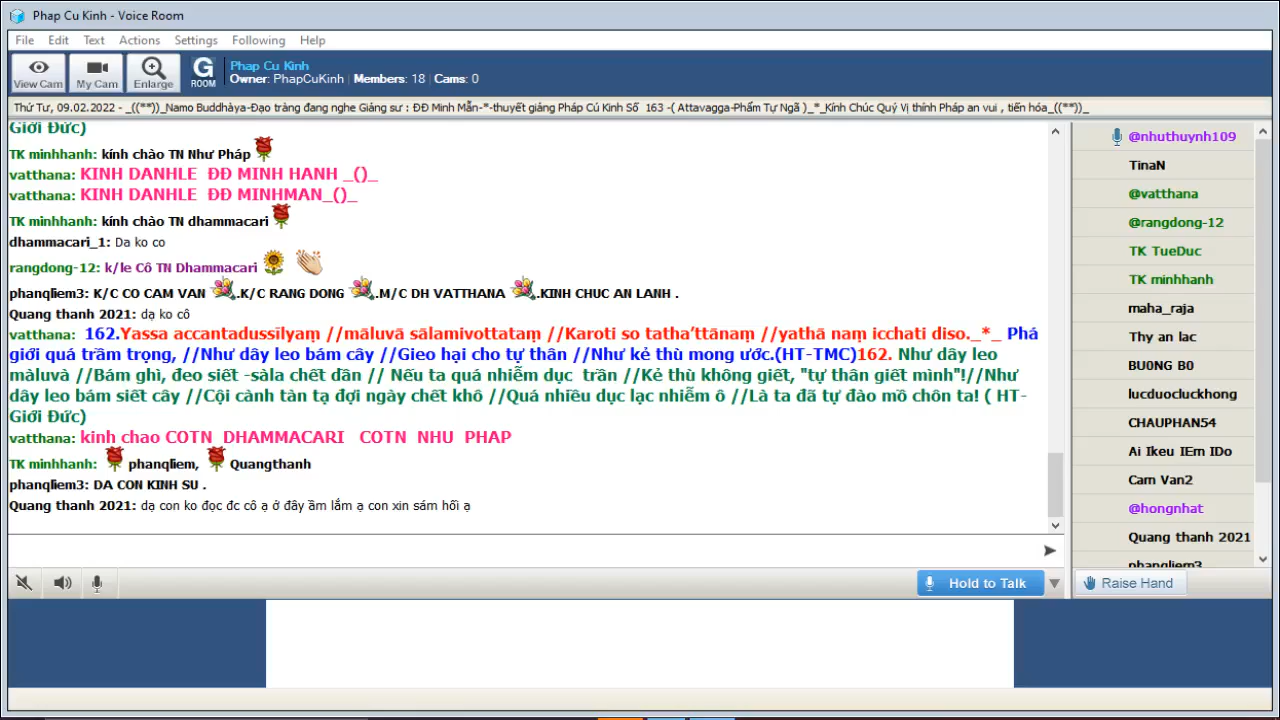 Phap Cu Kinh - Voice Room
File Edit Text Actions Settings Following Help
View Cam My Cam Enlarge G ROOM
Phap Cu Kinh
Owner: PhapCuKinh | Members: 18 | Cams: 0
Thứ Tư, 09.02.2022 - _((**))_Namo Buddhàya-Đạo tràng đang nghe Giảng sư : ĐĐ Minh Mẫn-*-thuyết giảng Pháp Cú Kinh Số 163 -( Attavagga-Phẩm Tự Ngã )_*_Kính Chúc Quý Vị thính Pháp an vui , tiến hóa_((**))_
Giới Đức)
TK minhhanh: kính chào TN Như Pháp
vatthana: KINH DANHLE ĐĐ MINH HANH _()_
vatthana: KINH DANHLE ĐĐ MINHMAN_()_
TK minhhanh: kính chào TN dhammacari
dhammacari_1: Da ko co
rangdong-12: k/le Cô TN Dhammacari
phanqliem3: K/C CO CAM VAN .K/C RANG DONG .M/C DH VATTHANA .KINH CHUC AN LANH .
Quang thanh 2021: dạ ko cô
vatthana: 162.Yassa accantadussīlyaṃ //māluvā sālamivottataṃ //Karoti so tatha’ttānaṃ //yathā naṃ icchati diso._*_ Phá
giới quá trầm trọng, //Như dây leo bám cây //Gieo hại cho tự thân //Như kẻ thù mong ước.(HT-TMC)162. Như dây leo
màluvà //Bám ghì, đeo siết -sàla chết dần // Nếu ta quá nhiễm dục trần //Kẻ thù không giết, "tự thân giết mình"!//Như
dây leo bám siết cây //Cội cành tàn tạ đợi ngày chết khô //Quá nhiều dục lạc nhiễm ô //Là ta đã tự đào mồ chôn ta! ( HT-
Giới Đức)
vatthana: kinh chao COTN DHAMMACARI COTN NHU PHAP
TK minhhanh: phanqliem, Quangthanh
phanqliem3: DA CON KINH SU .
Quang thanh 2021: dạ con ko đọc đc cô ạ ở đây ầm lắm ạ con xin sám hối ạ
@nhuthuynh109
TinaN
@vatthana
@rangdong-12
TK TueDuc
TK minhhanh
maha_raja
Thy an lac
BU0NG B0
lucduocluckhong
CHAUPHAN54
Ai Ikeu IEm IDo
Cam Van2
@hongnhat
Quang thanh 2021
phanqliem3
Hold to Talk
Raise Hand